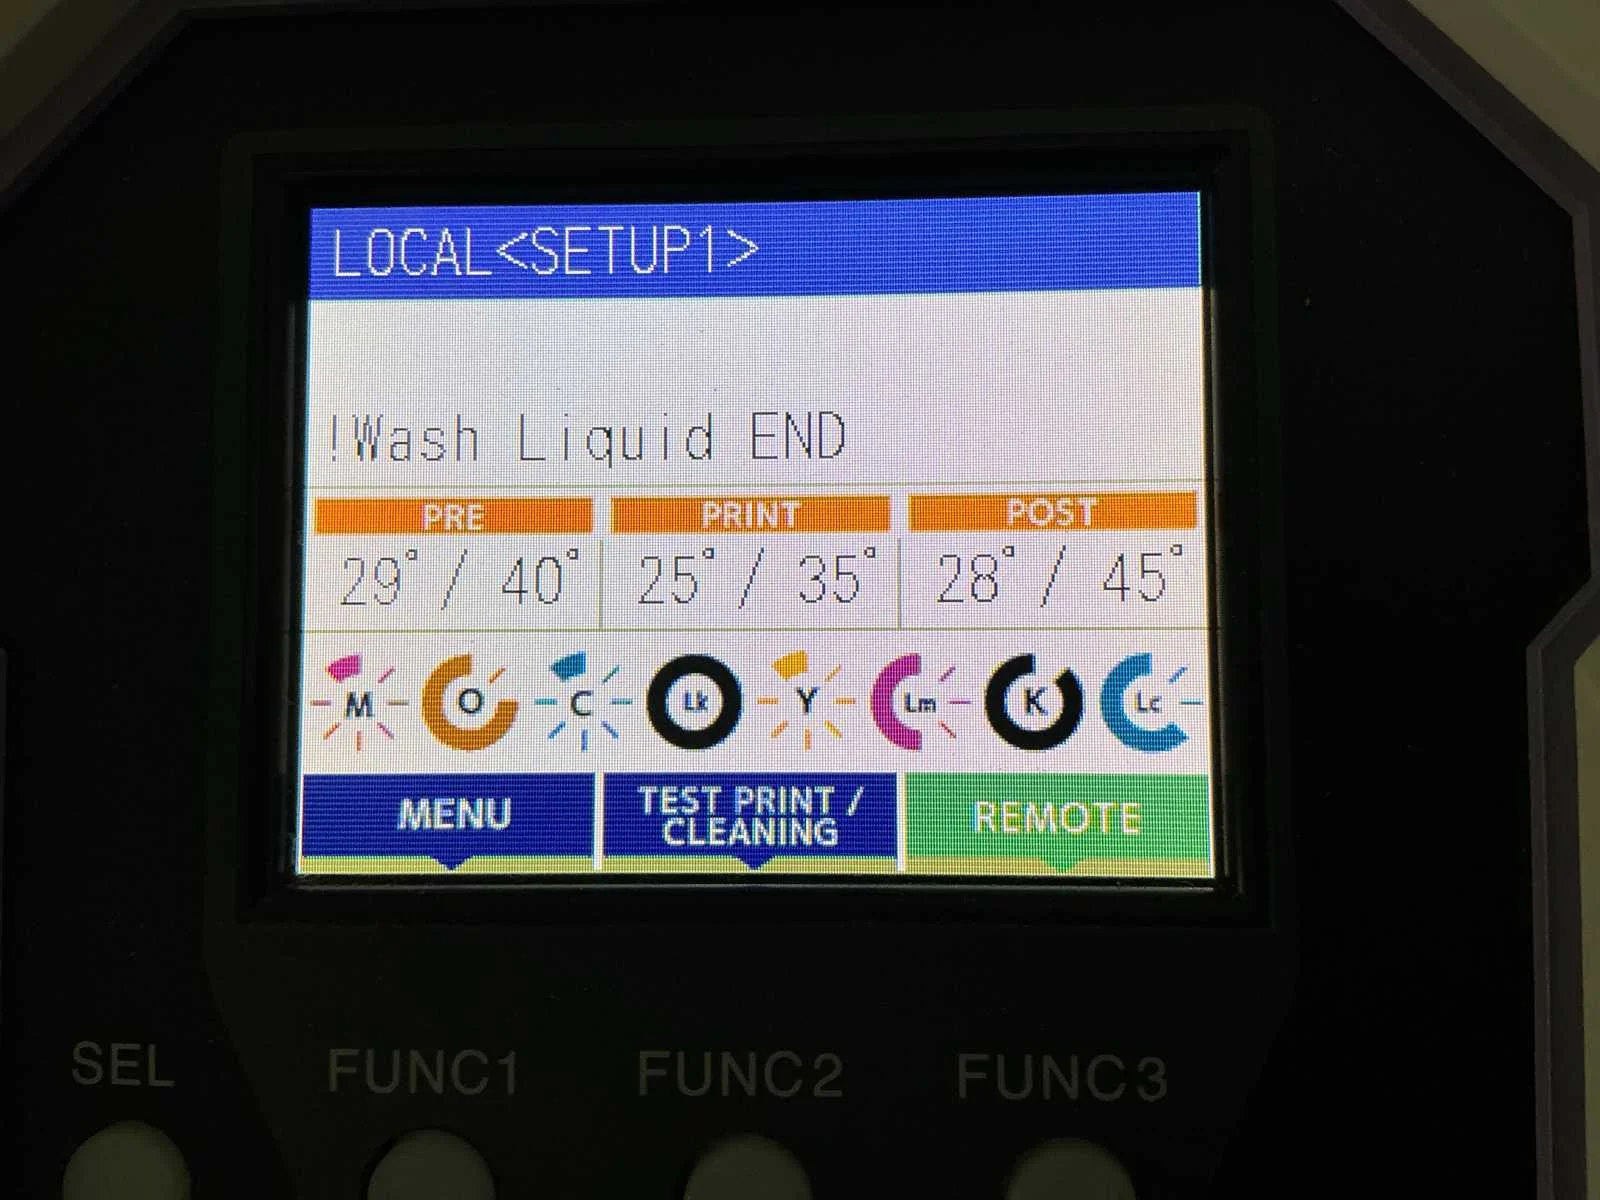 LOCAL<SETUP1>
!Wash Liquid END
PRE PRINT POST
29° / 40° 25° / 35° 28° / 45°
M O C Lk Y Lm K Lc
MENU TEST PRINT / REMOTE
CLEANING
SEL FUNC1 FUNC2 FUNC3